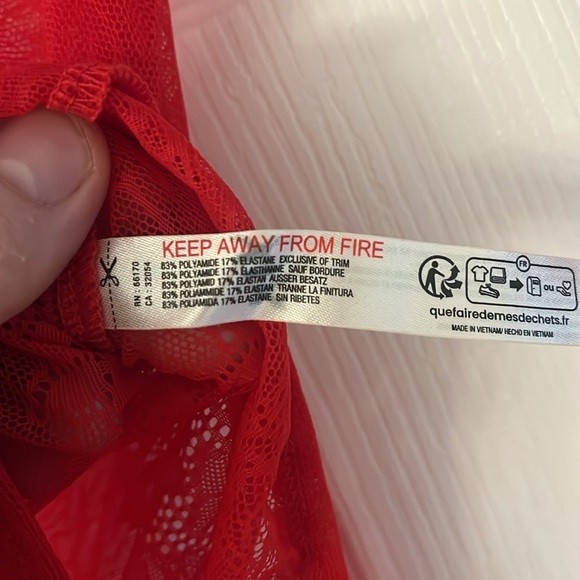 KEEP AWAY FROM FIRE
83% POLYAMIDE 17% ELASTANE EXCLUSIVE OF TRIM
83% POLYAMIDE 17% ELASTHANNE SAUF BORDURE
83% POLYAMID 17% ELASTAN AUSSER BESATZ
83% POLIAMMIDE 17% ELASTAN TRANNE LA FINITURA
83% POLIAMIDA 17% ELASTANE SIN RIBETES
RN : 66170
CA : 32054
FR
ou
quefairedemesdechets.fr
MADE IN VIETNAM/ HECHO EN VIETNAM